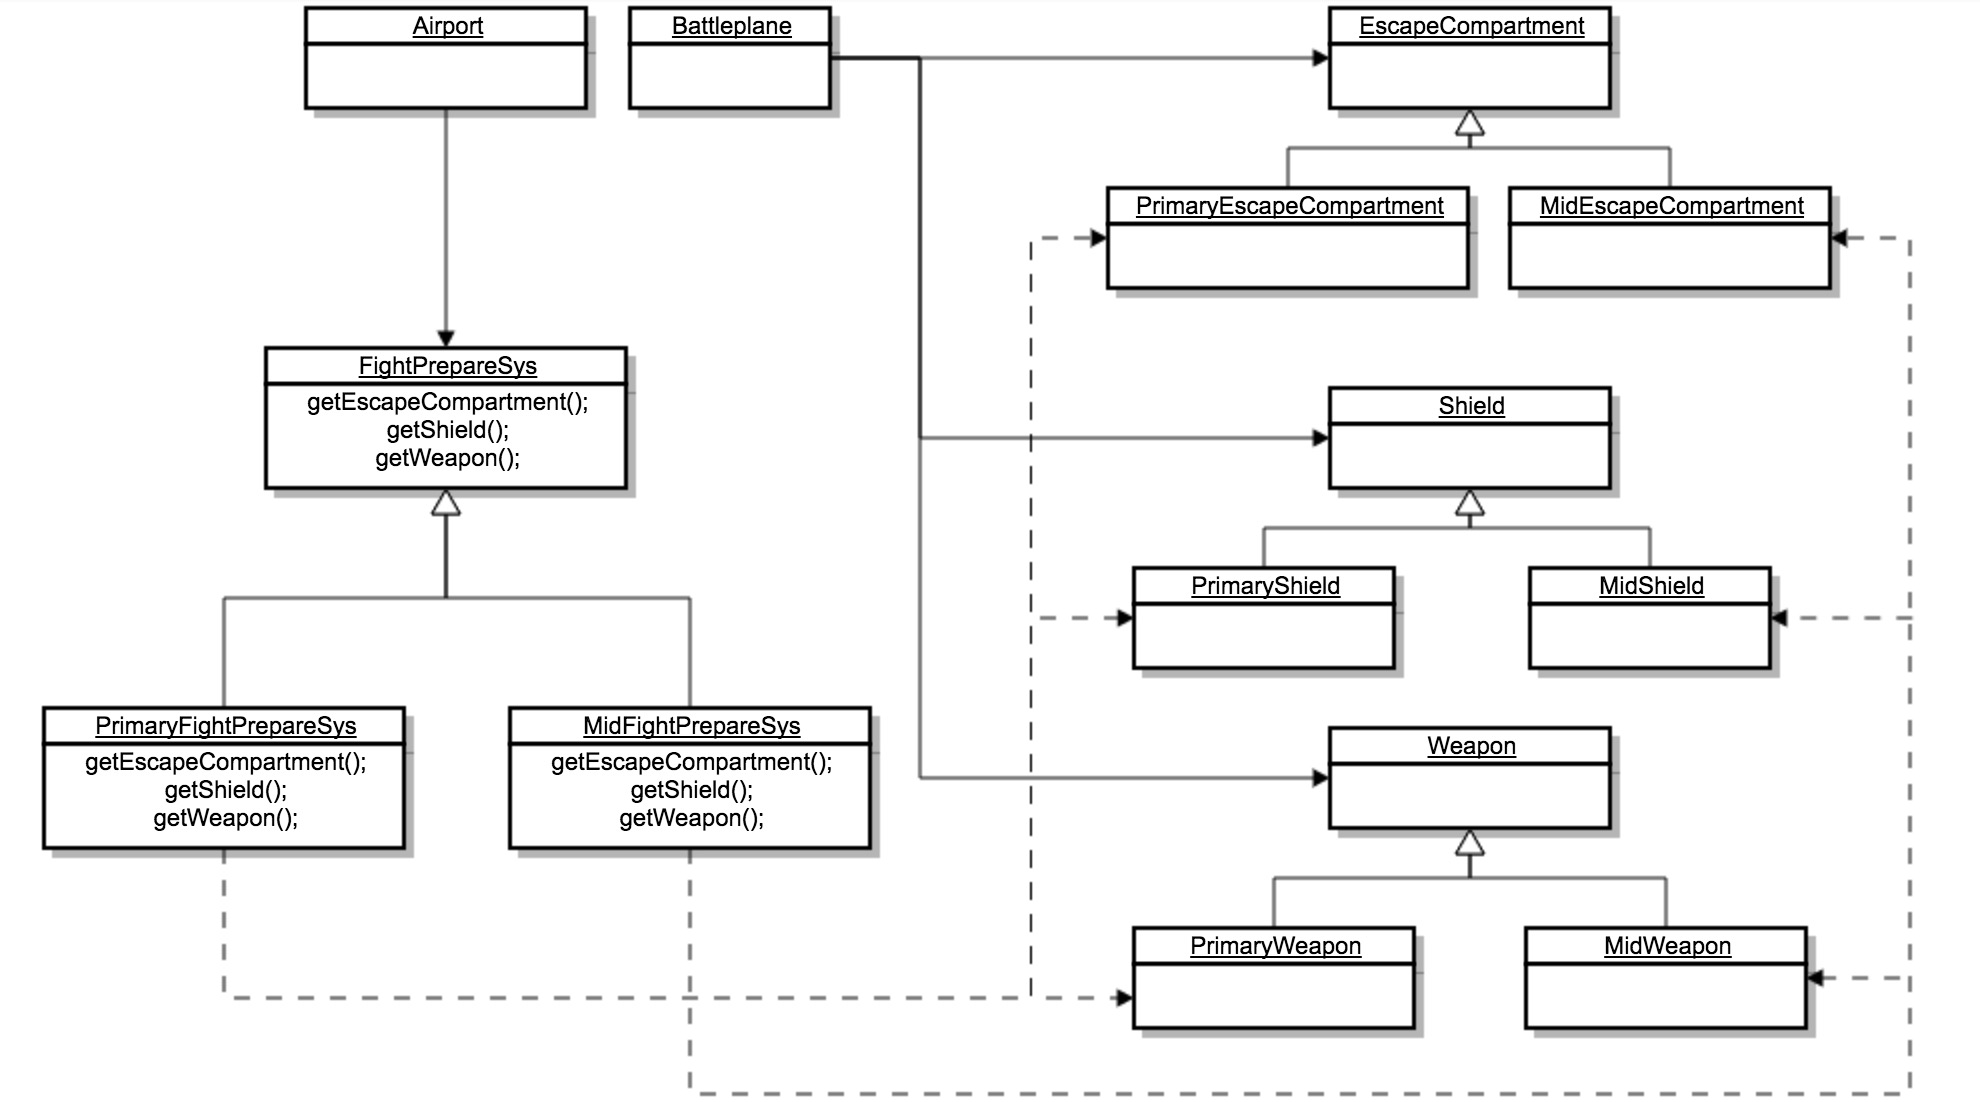 Airport
Battleplane
EscapeCompartment
PrimaryEscapeCompartment
MidEscapeCompartment
FightPrepareSys
getEscapeCompartment();
getShield();
getWeapon();
Shield
PrimaryShield
MidShield
PrimaryFightPrepareSys
getEscapeCompartment();
getShield();
getWeapon();
MidFightPrepareSys
getEscapeCompartment();
getShield();
getWeapon();
Weapon
PrimaryWeapon
MidWeapon